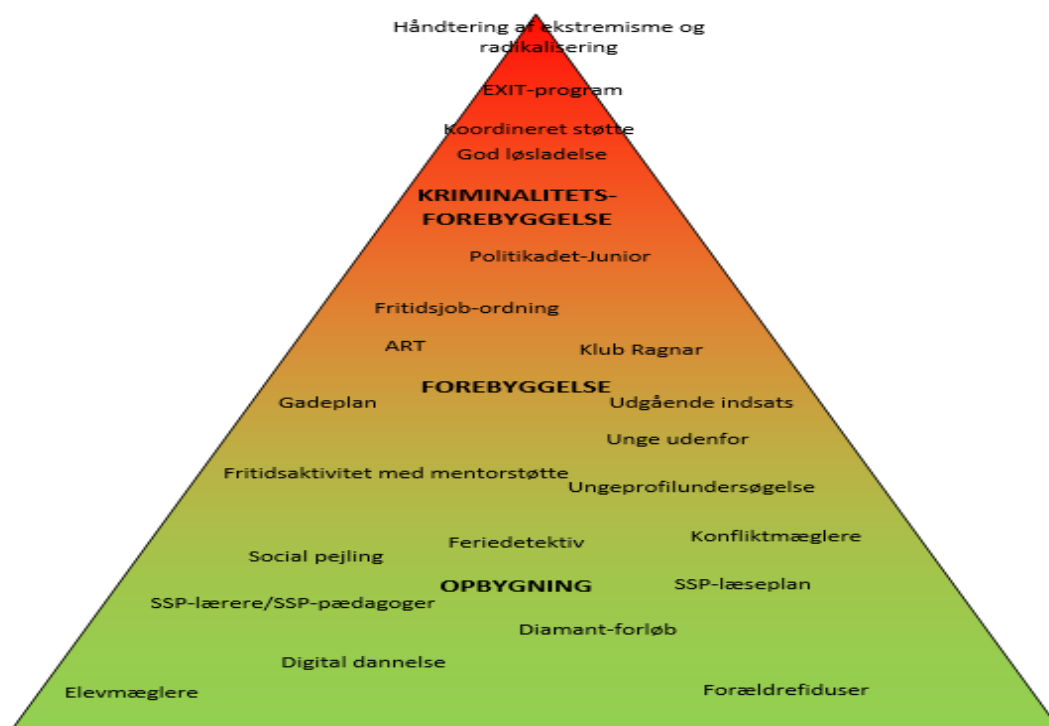 Håndtering af ekstremisme og
radikalisering
EXIT-program
Koordineret støtte
God løsladelse
KRIMINALITETS-
FOREBYGGELSE
Politikadet-Junior
Fritidsjob-ordning
ART
Klub Ragnar
FOREBYGGELSE
Gadeplan
Udgående indsats
Unge udenfor
Fritidsaktivitet med mentorstøtte
Ungeprofilundersøgelse
Konfliktmæglere
Feriedetektiv
Social pejling
OPBYGNING
SSP-læseplan
SSP-lærere/SSP-pædagoger
Diamant-forløb
Digital dannelse
Elevmæglere
Forældrefiduser